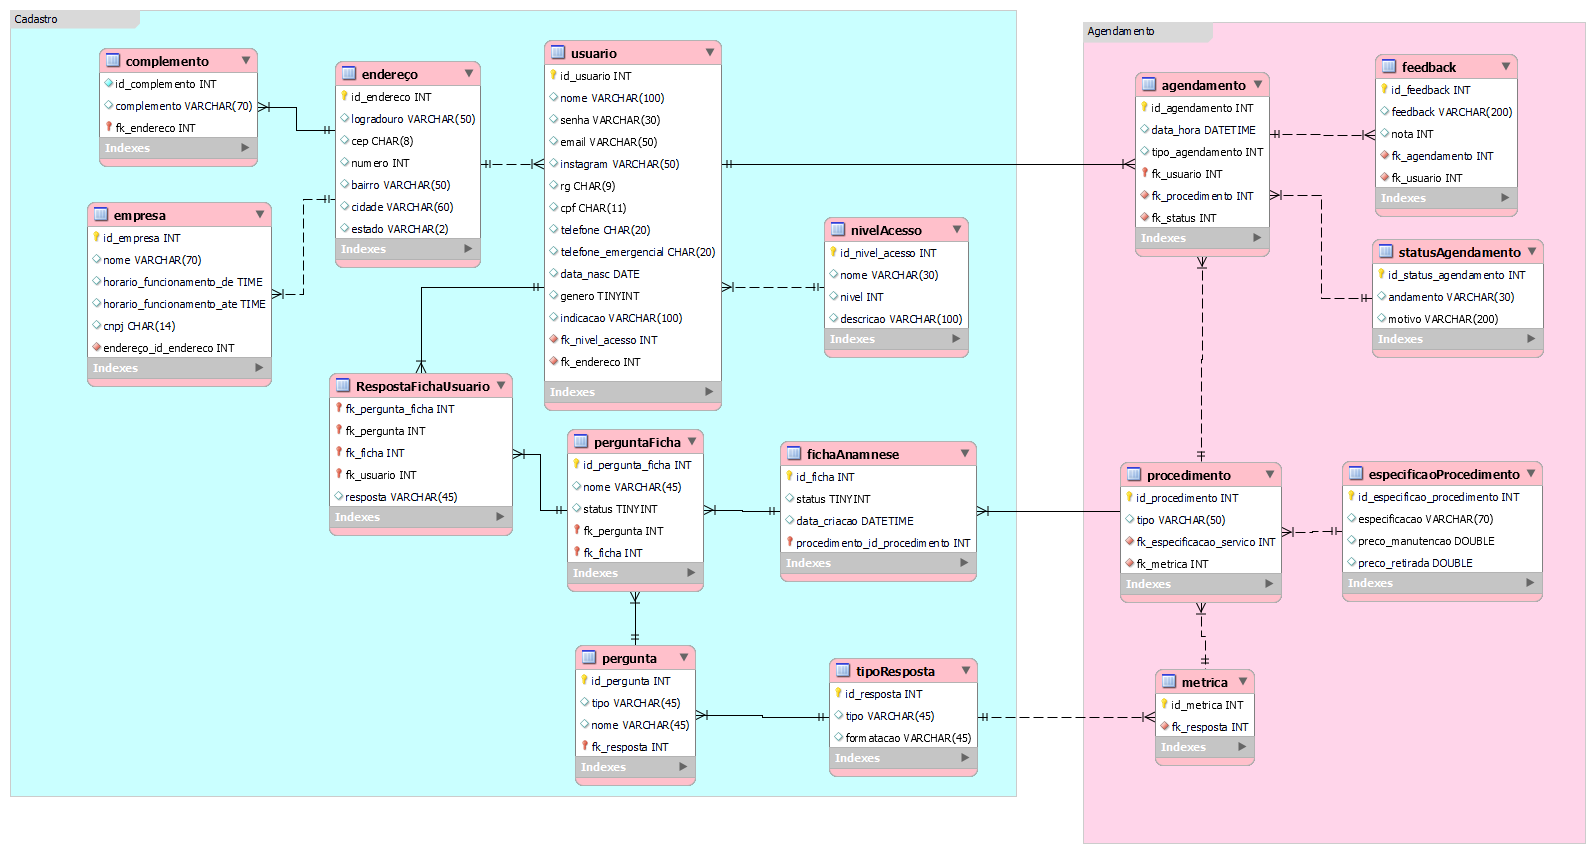 Cadastro
complemento
id_complemento INT
complemento VARCHAR(70)
fk_endereco INT
Indexes
empresa
id_empresa INT
nome VARCHAR(70)
horario_funcionamento_de TIME
horario_funcionamento_ate TIME
cnpj CHAR(14)
endereço_id_endereco INT
Indexes
endereço
id_endereco INT
logradouro VARCHAR(50)
cep CHAR(8)
numero INT
bairro VARCHAR(50)
cidade VARCHAR(60)
estado VARCHAR(2)
Indexes
usuario
id_usuario INT
nome VARCHAR(100)
senha VARCHAR(30)
email VARCHAR(50)
instagram VARCHAR(50)
rg CHAR(9)
cpf CHAR(11)
telefone CHAR(20)
telefone_emergencial CHAR(20)
data_nasc DATE
genero TINYINT
indicacao VARCHAR(100)
fk_nivel_acesso INT
fk_endereco INT
Indexes
nivelAcesso
id_nivel_acesso INT
nome VARCHAR(30)
nivel INT
descricao VARCHAR(100)
Indexes
RespostaFichaUsuario
fk_pergunta_ficha INT
fk_pergunta INT
fk_ficha INT
fk_usuario INT
resposta VARCHAR(45)
Indexes
perguntaFicha
id_pergunta_ficha INT
nome VARCHAR(45)
status TINYINT
fk_pergunta INT
fk_ficha INT
Indexes
fichaAnamnese
id_ficha INT
status TINYINT
data_criacao DATETIME
procedimento_id_procedimento INT
Indexes
pergunta
id_pergunta INT
tipo VARCHAR(45)
nome VARCHAR(45)
fk_resposta INT
Indexes
tipoResposta
id_resposta INT
tipo VARCHAR(45)
formatacao VARCHAR(45)
Indexes
Agendamento
agendamento
id_agendamento INT
data_hora DATETIME
tipo_agendamento INT
fk_usuario INT
fk_procedimento INT
fk_status INT
Indexes
feedback
id_feedback INT
feedback VARCHAR(200)
nota INT
fk_agendamento INT
fk_usuario INT
Indexes
statusAgendamento
id_status_agendamento INT
andamento VARCHAR(30)
motivo VARCHAR(200)
Indexes
procedimento
id_procedimento INT
tipo VARCHAR(50)
fk_especificacao_servico INT
fk_metrica INT
Indexes
especificaoProcedimento
id_especificao_procedimento INT
especificacao VARCHAR(70)
preco_manutencao DOUBLE
preco_retirada DOUBLE
Indexes
metrica
id_metrica INT
fk_resposta INT
Indexes